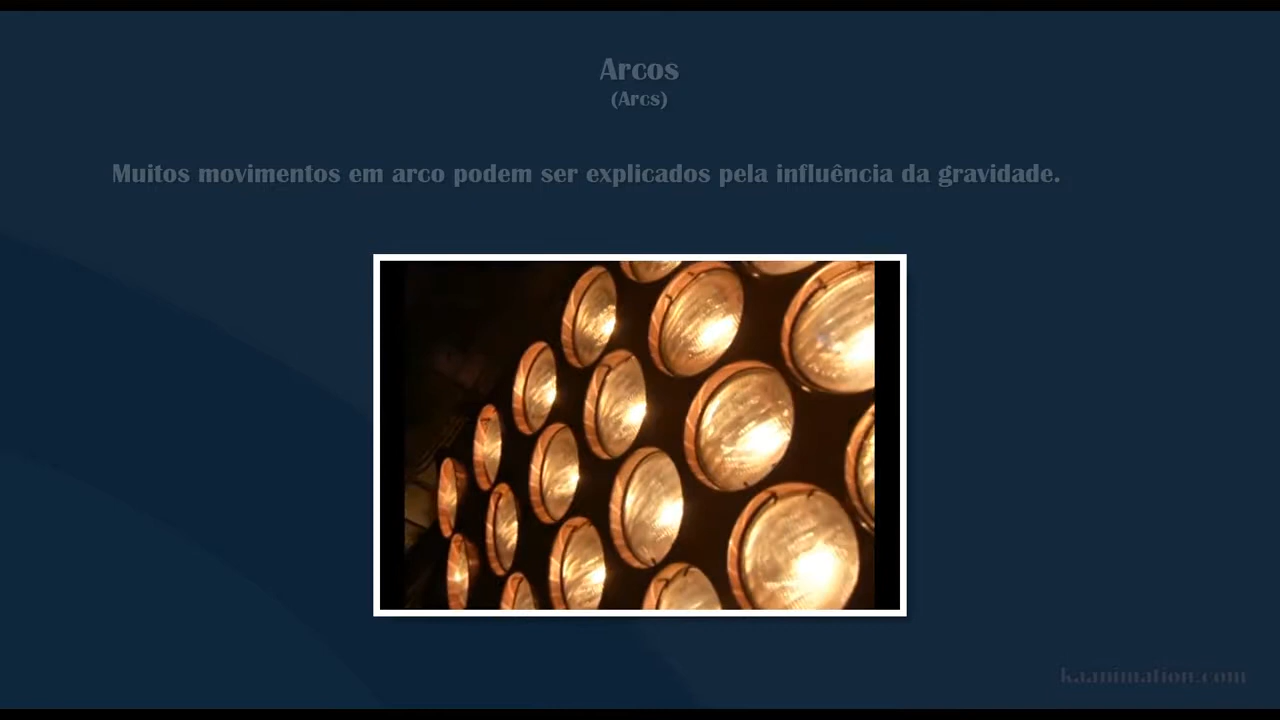 Arcos
(Arcs)
Muitos movimentos em arco podem ser explicados pela influência da gravidade.
kaanimation.com